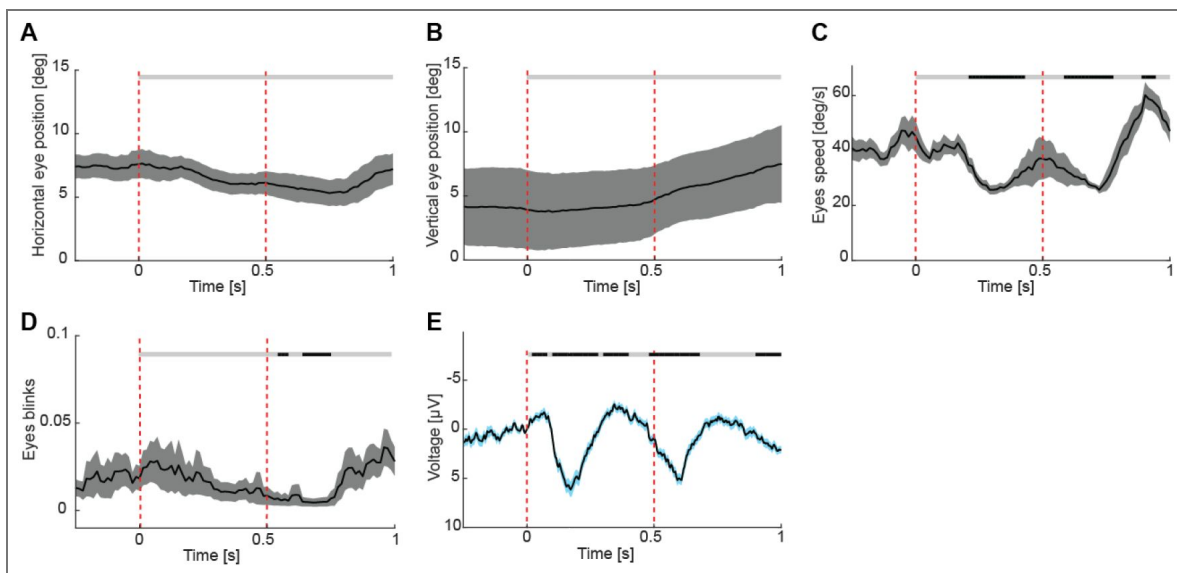 A
Horizontal eye position [deg]
15
10
5
0
0
0.5
1
Time [s]
B
Vertical eye position [deg]
15
10
5
0
0
0.5
1
Time [s]
C
Eyes speed [deg/s]
60
40
20
0
0
0.5
1
Time [s]
D
Eyes blinks
0.1
0.05
0
0
0.5
1
Time [s]
E
Voltage [µV]
-5
0
5
10
0
0.5
1
Time [s]